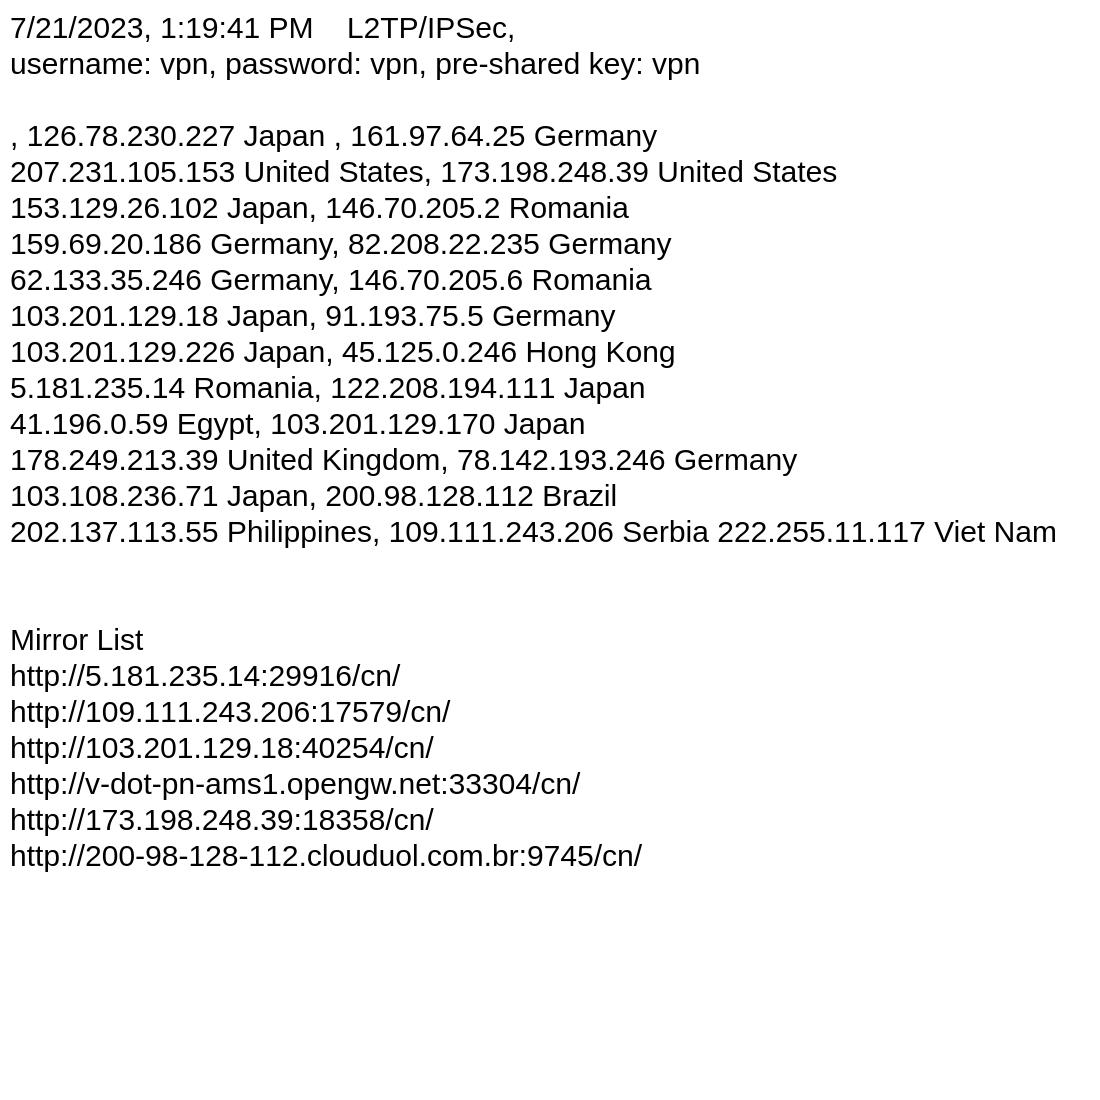 7/21/2023, 1:19:41 PM    L2TP/IPSec,
username: vpn, password: vpn, pre-shared key: vpn
, 126.78.230.227 Japan , 161.97.64.25 Germany
207.231.105.153 United States, 173.198.248.39 United States
153.129.26.102 Japan, 146.70.205.2 Romania
159.69.20.186 Germany, 82.208.22.235 Germany
62.133.35.246 Germany, 146.70.205.6 Romania
103.201.129.18 Japan, 91.193.75.5 Germany
103.201.129.226 Japan, 45.125.0.246 Hong Kong
5.181.235.14 Romania, 122.208.194.111 Japan
41.196.0.59 Egypt, 103.201.129.170 Japan
178.249.213.39 United Kingdom, 78.142.193.246 Germany
103.108.236.71 Japan, 200.98.128.112 Brazil
202.137.113.55 Philippines, 109.111.243.206 Serbia 222.255.11.117 Viet Nam
Mirror List
http://5.181.235.14:29916/cn/
http://109.111.243.206:17579/cn/
http://103.201.129.18:40254/cn/
http://v-dot-pn-ams1.opengw.net:33304/cn/
http://173.198.248.39:18358/cn/
http://200-98-128-112.clouduol.com.br:9745/cn/